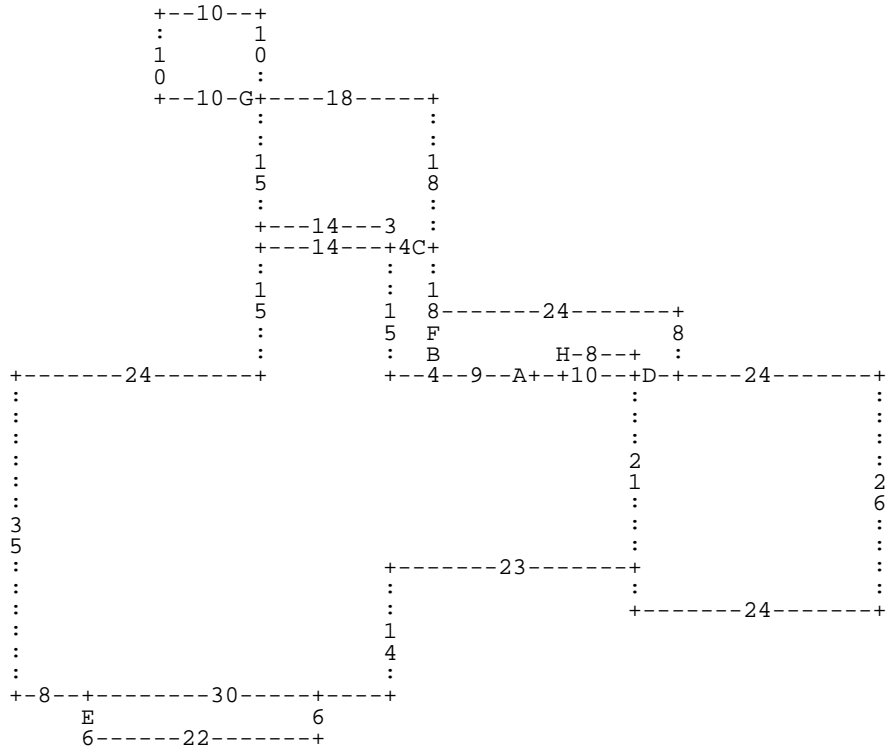 +--10--+
          :      1
          1      0
          0      :
          +--10-G+----18-----+
                 :           :
                 :           :
                 1           1
                 5           8
                 :           :
                 +---14---3  :
                 +---14---+4C+
                 :        :  :
                 1        :  1
                 5        1  8-------24-------+
                 :        5  F                8
                 :        :  B        H-8--+  :
+-------24-------+        +--4--9--A+-+10--+D-+-----24------+
:                                          :                :
:                                          :                :
:                                          :                :
:                                          2                :
:                                          1                2
:                                          :                6
3                                          :                :
5                                          :                :
:                         +-------23-------+                :
:                         :                :                :
:                         :                +-------24-------+
:                         1
:                         4
:                         :
+-8--+--------30-----+----+
     E               6
     6------22-------+